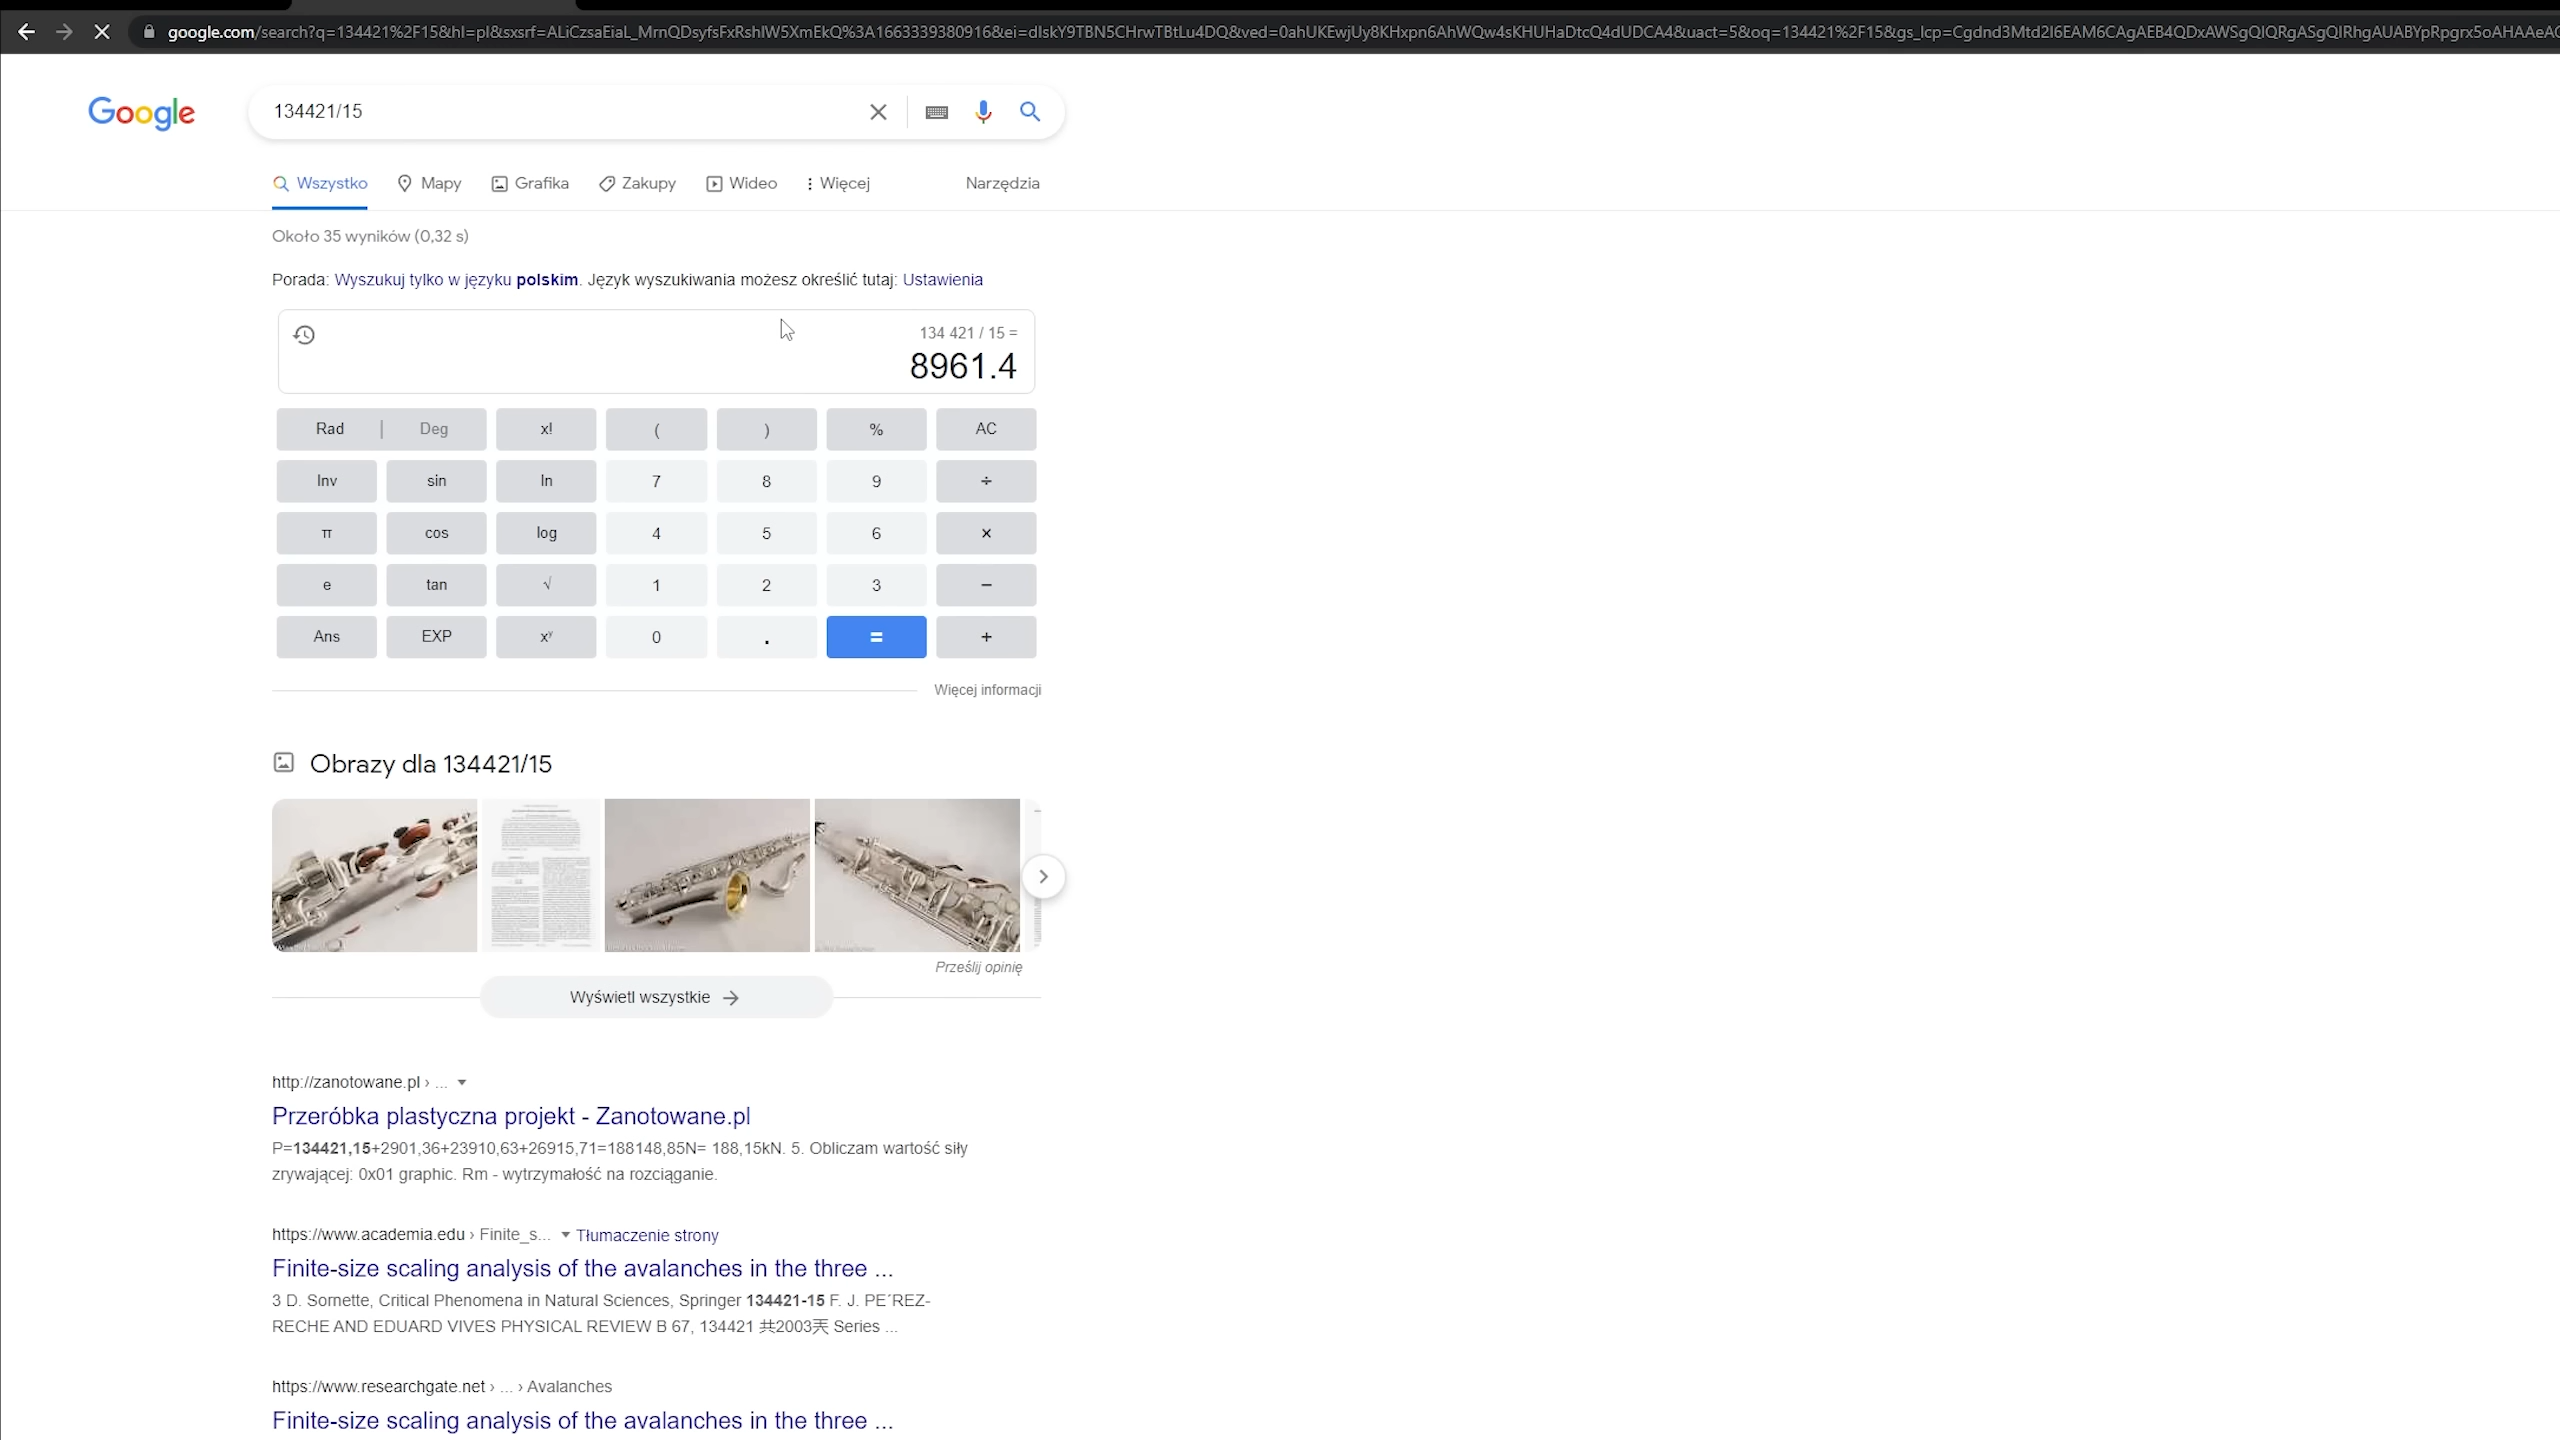 google.com/search?q=134421%2F15&hl=pl&sxsrf=ALiCzsaEiaL_MrnQDsyfsFxRshIW5XmEkQ%3A1663339380916&ei=dIskY9TBN5CHrwTBtLu4DQ&ved=0ahUKEwjUy8KHxpn6AhWQw4sKHUHaDtcQ4dUDCA4&uact=5&oq=134421%2F15&gs_lcp=Cgdnd3Mtd2l6EAM6CAgAEB4QDxAWSgQIQRgASgQIRhgAUABYpRpgrx5oAHAAeAC
Google
134421/15
Wszystko Mapy Grafika Zakupy Wideo Więcej Narzędzia
Około 35 wyników (0,32 s)
Porada: Wyszukuj tylko w języku polskim. Język wyszukiwania możesz określić tutaj: Ustawienia
134 421 / 15 =
8961.4
Rad | Deg x! ( ) % AC
Inv sin ln 7 8 9 ÷
π cos log 4 5 6 ×
e tan √ 1 2 3 −
Ans EXP xʸ 0 . = +
Więcej informacji
Obrazy dla 134421/15
Prześlij opinię
Wyświetl wszystkie →
http://zanotowane.pl › ...
Przeróbka plastyczna projekt - Zanotowane.pl
P=134421,15+2901,36+23910,63+26915,71=188148,85N= 188,15kN. 5. Obliczam wartość siły
zrywającej: 0x01 graphic. Rm - wytrzymałość na rozciąganie.
https://www.academia.edu › Finite_s... Tłumaczenie strony
Finite-size scaling analysis of the avalanches in the three ...
3 D. Sornette, Critical Phenomena in Natural Sciences, Springer 134421-15 F. J. PE´REZ-
RECHE AND EDUARD VIVES PHYSICAL REVIEW B 67, 134421 共2003兲 Series ...
https://www.researchgate.net › ... › Avalanches
Finite-size scaling analysis of the avalanches in the three ...